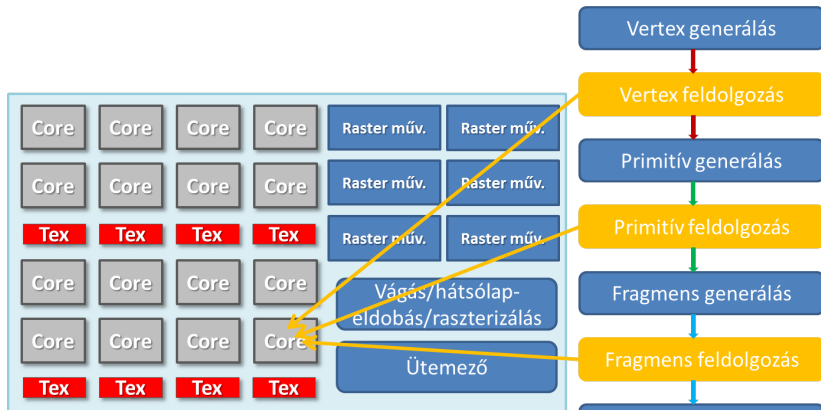 Vertex generálás
Vertex feldolgozás
Primitív generálás
Primitív feldolgozás
Fragmens generálás
Fragmens feldolgozás
Core Core Core Core
Core Core Core Core
Tex Tex Tex Tex
Core Core Core Core
Core Core Core Core
Tex Tex Tex Tex
Raster műv. Raster műv.
Raster műv. Raster műv.
Raster műv. Raster műv.
Vágás/hátsólap-
eldobás/raszterizálás
Ütemező